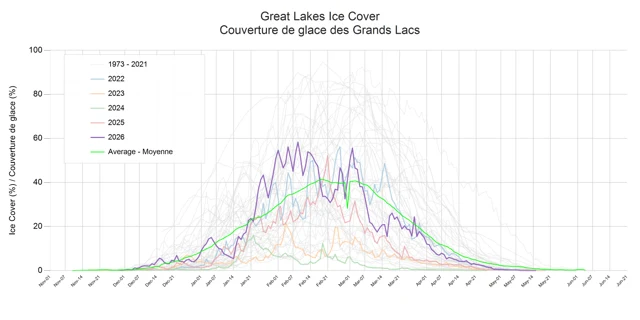 Great Lakes Ice Cover
Couverture de glace des Grands Lacs
Ice Cover (%) / Couverture de glace (%)
100
80
60
40
20
0
1973 - 2021
2022
2023
2024
2025
2026
Average - Moyenne